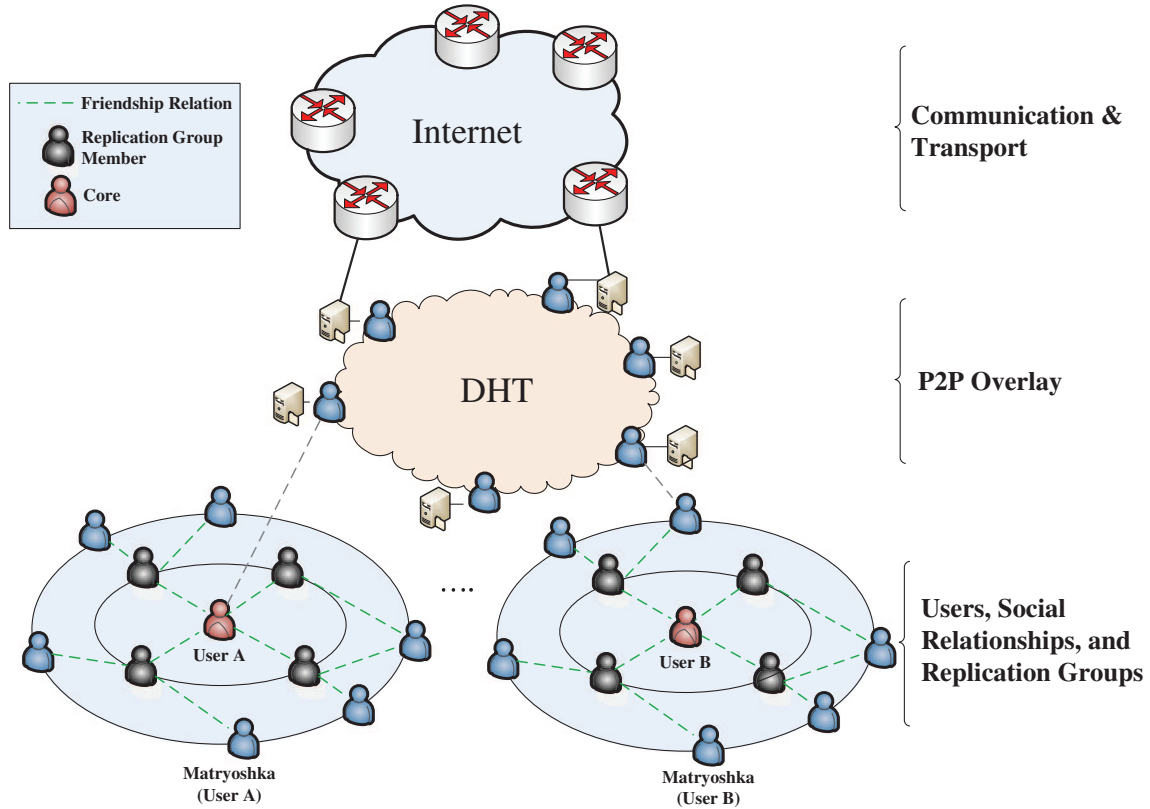 Friendship Relation
Replication Group
Member
Core
Internet
Communication &
Transport
DHT
P2P Overlay
....
User A
User B
Users, Social
Relationships, and
Replication Groups
Matryoshka
(User A)
Matryoshka
(User B)